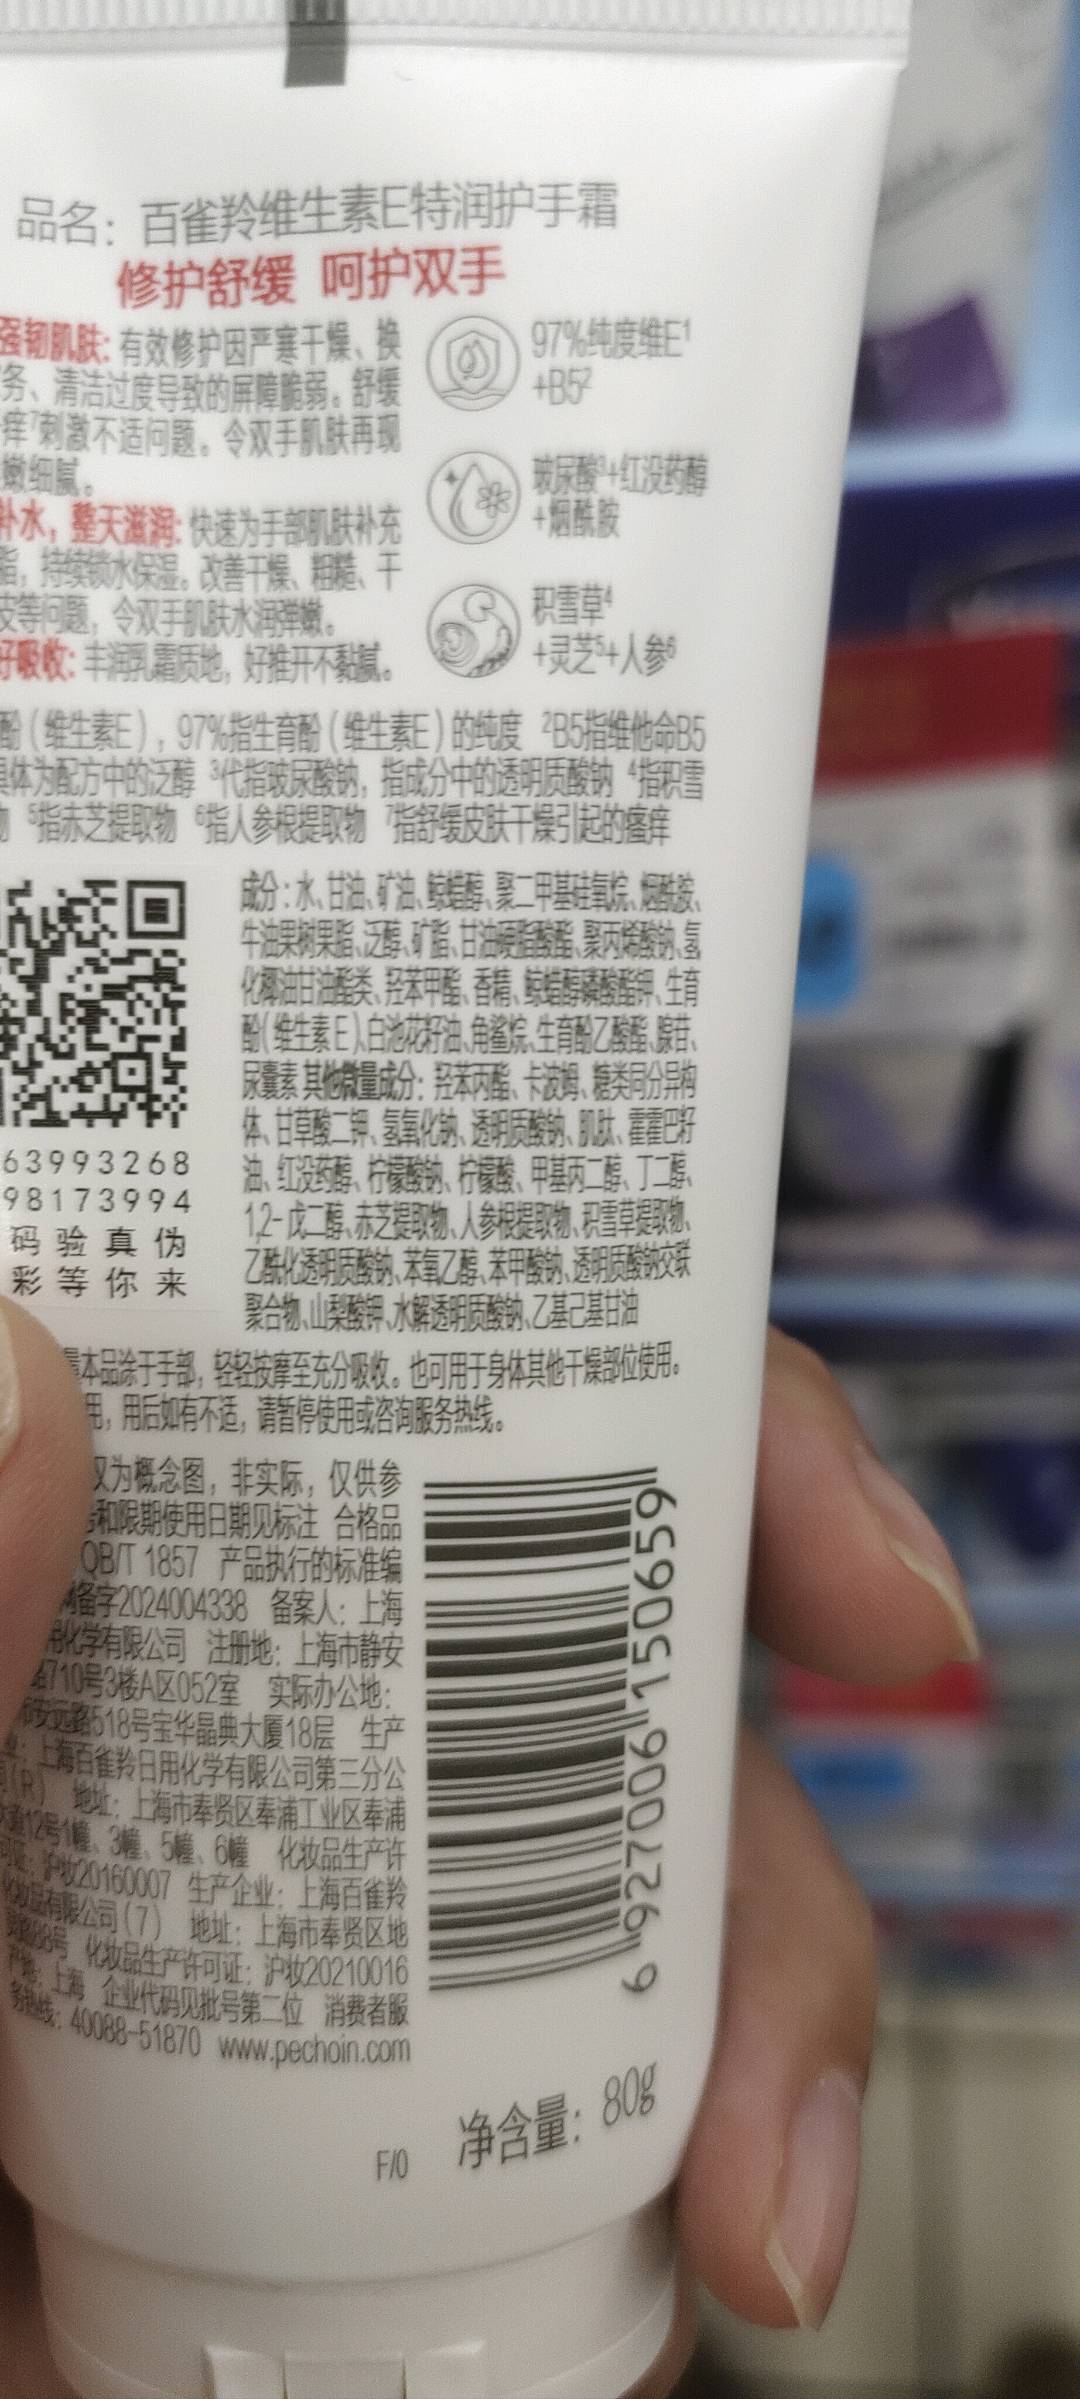 品名：百雀羚维生素E特润护手霜
修护舒缓 呵护双手
强韧肌肤：有效修护因严寒干燥、换
务、清洁过度导致的屏障脆弱。舒缓
痒⁷刺激不适问题。令双手肌肤再现
嫩细腻。
补水，整天滋润：快速为手部肌肤补充
脂，持续锁水保湿。改善干燥、粗糙、干
皮等问题，令双手肌肤水润弹嫩。
好吸收：丰润乳霜质地，好推开不黏腻。
97%纯度维E¹
+B5²
玻尿酸³+红没药醇
+烟酰胺
积雪草⁴
+灵芝⁵+人参⁶
酚（维生素E），97%指生育酚（维生素E）的纯度 ²B5指维他命B5
具体为配方中的泛醇 ³代指玻尿酸钠，指成分中的透明质酸钠 ⁴指积雪
物 ⁵指赤芝提取物 ⁶指人参根提取物 ⁷指舒缓皮肤干燥引起的瘙痒
成分：水、甘油、矿油、鲸蜡醇、聚二甲基硅氧烷、烟酰胺、
牛油果树果脂、泛醇、矿脂、甘油硬脂酸酯、聚丙烯酸钠、氢
化椰油甘油酯类、羟苯甲酯、香精、鲸蜡醇磷酸酯钾、生育
酚（维生素E）、白池花籽油、角鲨烷、生育酚乙酸酯、腺苷、
尿囊素 其他微量成分：羟苯丙酯、卡波姆、糖类同分异构
体、甘草酸二钾、氢氧化钠、透明质酸钠、肌肽、霍霍巴籽
油、红没药醇、柠檬酸钠、柠檬酸、甲基丙二醇、丁二醇、
1,2-戊二醇、赤芝提取物、人参根提取物、积雪草提取物、
乙酰化透明质酸钠、苯氧乙醇、苯甲酸钠、透明质酸钠交联
聚合物、山梨酸钾、水解透明质酸钠、乙基己基甘油
63993268
98173994
码验真伪
彩等你来
本品涂于手部，轻轻按摩至充分吸收。也可用于身体其他干燥部位使用。
用，用后如有不适，请暂停使用或咨询服务热线。
仅为概念图，非实际，仅供参
和限期使用日期见标注 合格品
QB/T 1857 产品执行的标准编
网备字2024004338 备案人：上海
用化学有限公司 注册地：上海市静安
路710号3楼A区052室 实际办公地：
市安远路518号宝华晶典大厦18层 生产
上海百雀羚日用化学有限公司第三分公
(R) 地址：上海市奉贤区奉浦工业区奉浦
大道12号1幢、3幢、5幢、6幢 化妆品生产许
可证：沪妆20160007 生产企业：上海百雀羚
化妆品有限公司（7） 地址：上海市奉贤区地
路88号 化妆品生产许可证：沪妆20210016
产地：上海 企业代码见批号第二位 消费者服
务热线：40088-51870 www.pechoin.com
6 927006 150659
净含量：80g
F/0